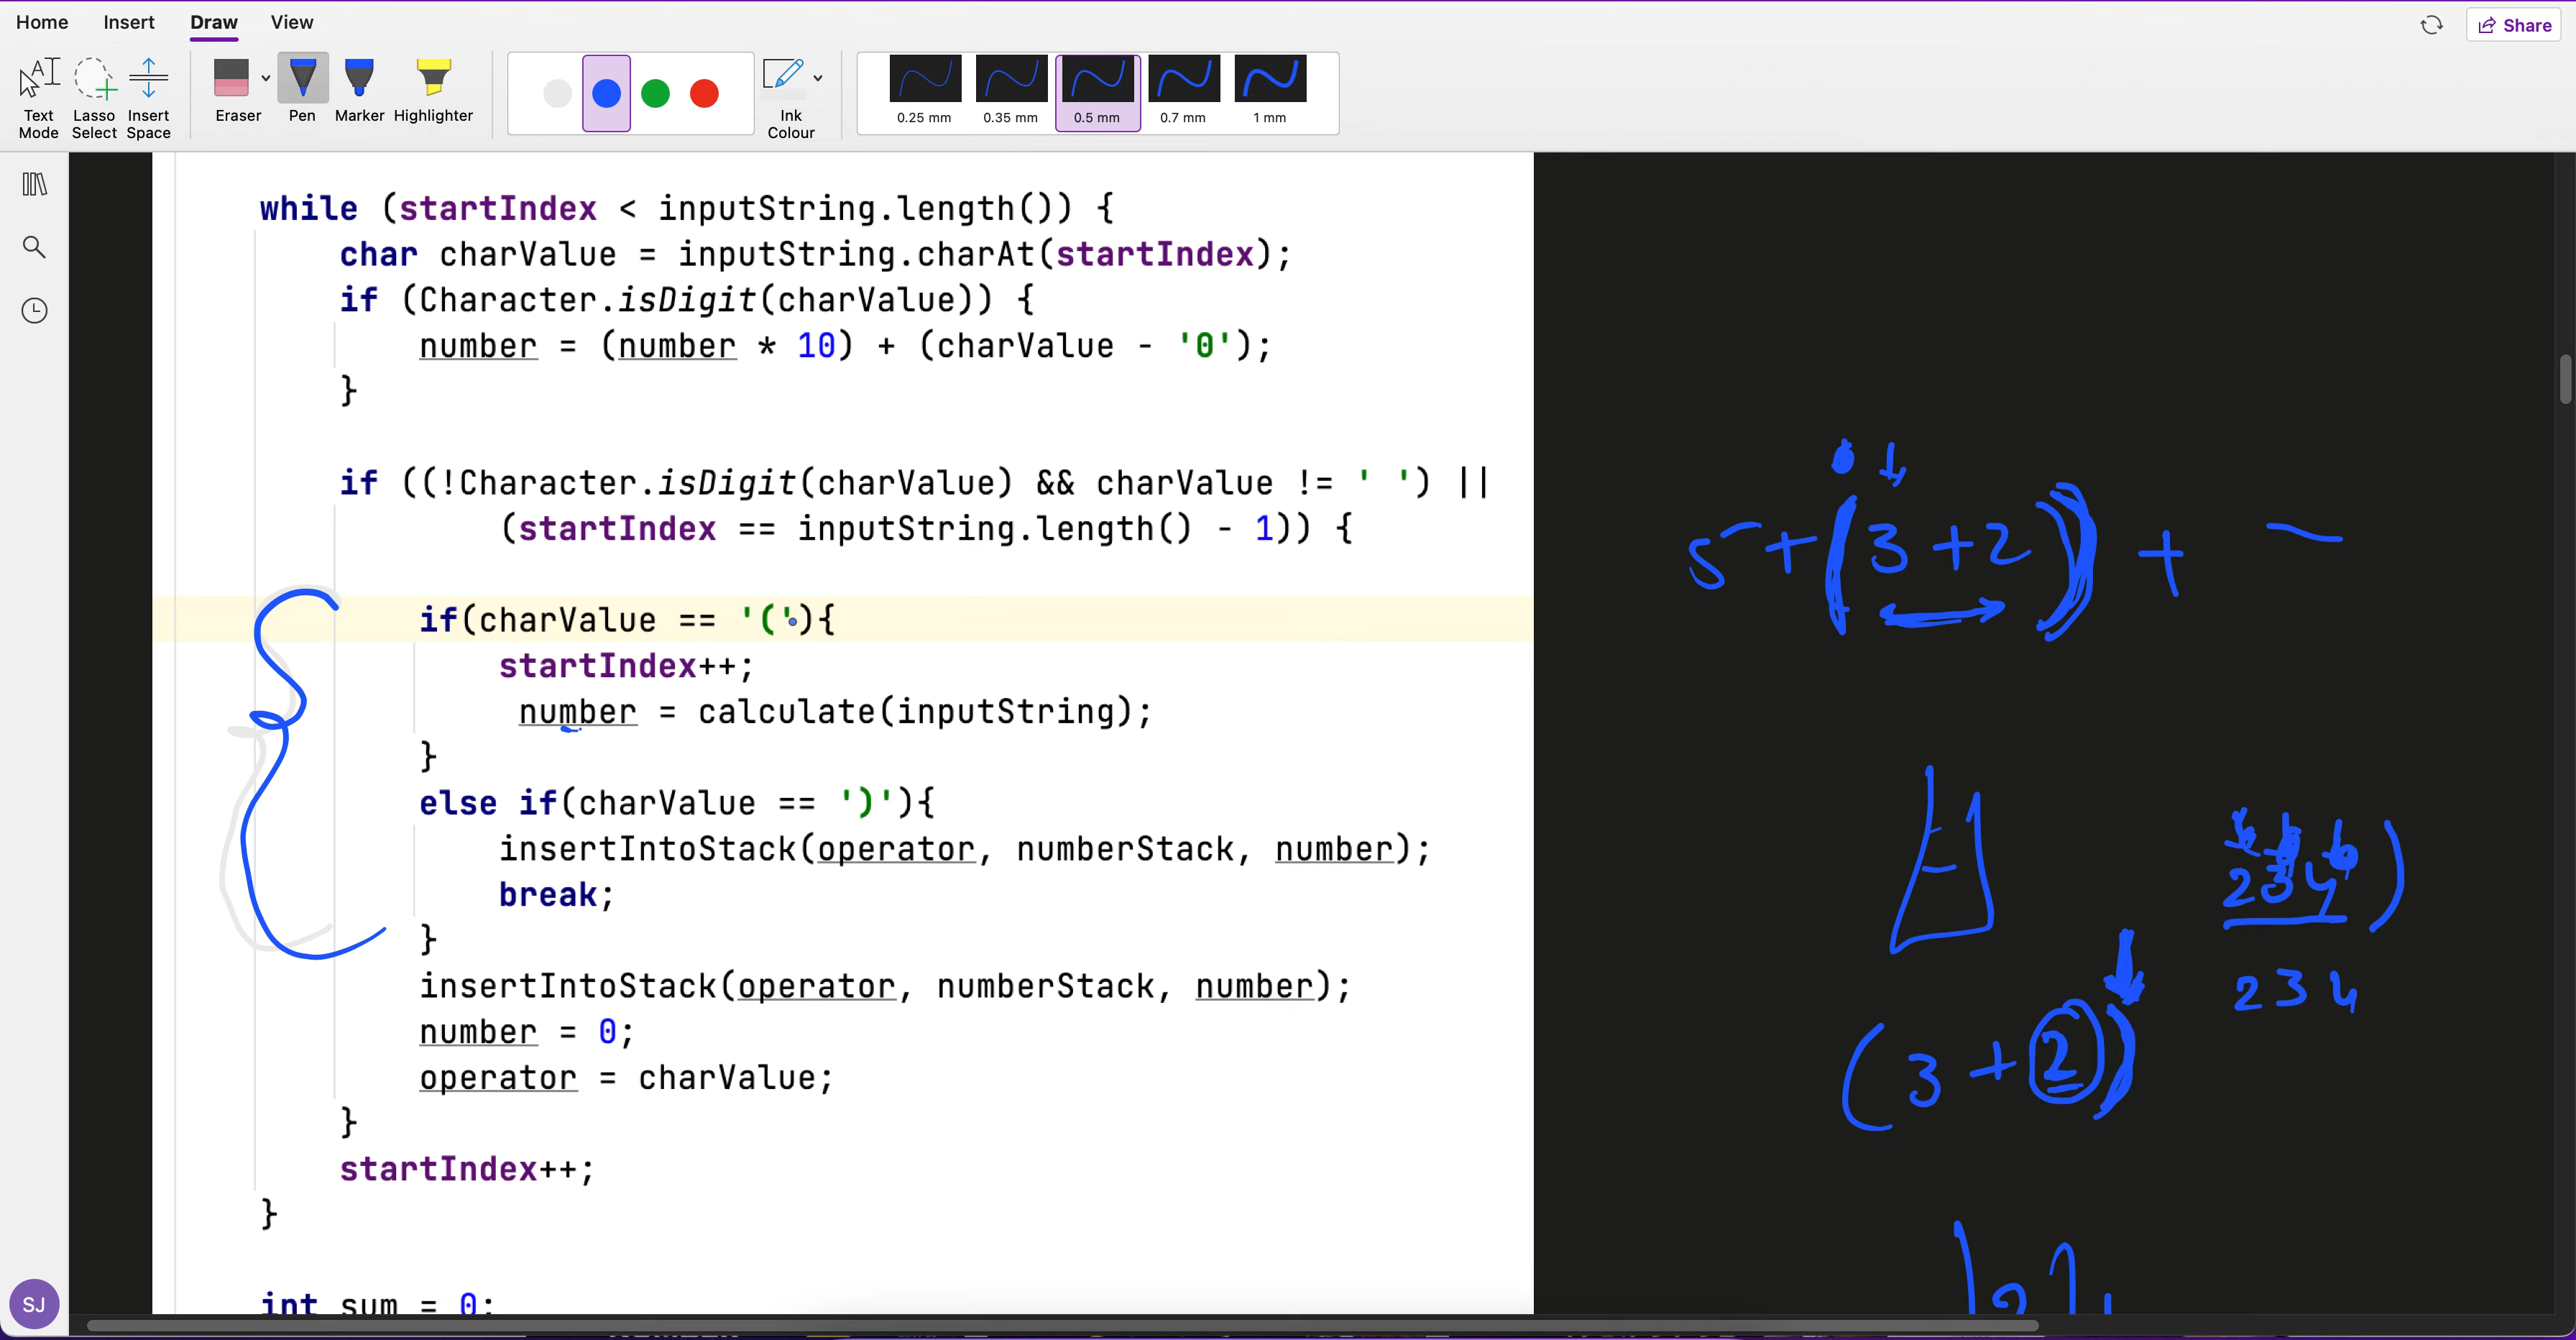 Home Insert Draw View
Share
Text Mode
Lasso Select
Insert Space
Eraser
Pen
Marker
Highlighter
Ink Colour
0.25 mm
0.35 mm
0.5 mm
0.7 mm
1 mm
while (startIndex < inputString.length()) {
char charValue = inputString.charAt(startIndex);
if (Character.isDigit(charValue)) {
number = (number * 10) + (charValue - '0');
}
if ((!Character.isDigit(charValue) && charValue != ' ') ||
(startIndex == inputString.length() - 1)) {
if(charValue == '('){
startIndex++;
number = calculate(inputString);
}
else if(charValue == ')'){
insertIntoStack(operator, numberStack, number);
break;
}
insertIntoStack(operator, numberStack, number);
number = 0;
operator = charValue;
}
startIndex++;
}
int sum = 0;
SJ
5 + (3 + 2)) +
234)
234
(3 + 2)